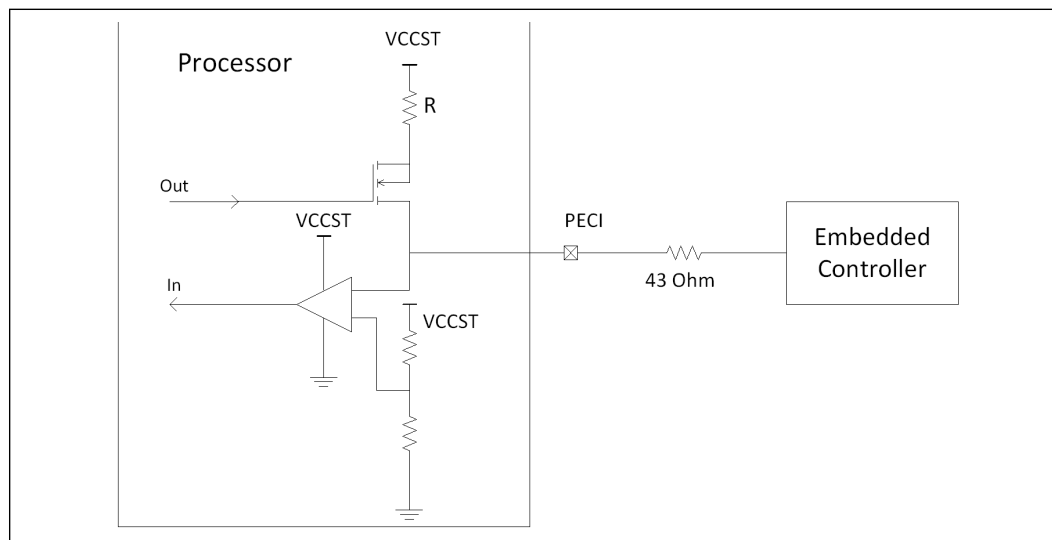 VCCST
Processor
R
Out
VCCST
PECI
Embedded
Controller
43 Ohm
In
VCCST